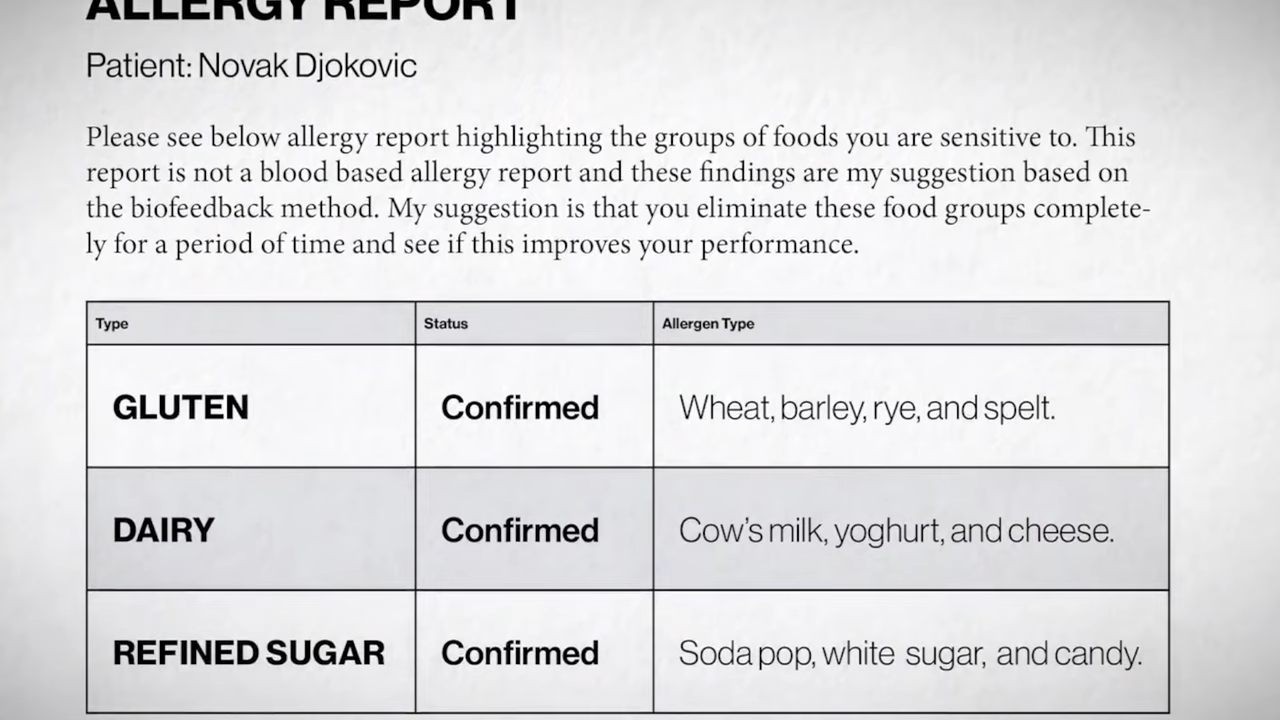 ALLERGY REPORT
Patient: Novak Djokovic
Please see below allergy report highlighting the groups of foods you are sensitive to. This
report is not a blood based allergy report and these findings are my suggestion based on
the biofeedback method. My suggestion is that you eliminate these food groups complete-
ly for a period of time and see if this improves your performance.
Type Status Allergen Type
GLUTEN Confirmed Wheat, barley, rye, and spelt.
DAIRY Confirmed Cow’s milk, yoghurt, and cheese.
REFINED SUGAR Confirmed Soda pop, white sugar, and candy.